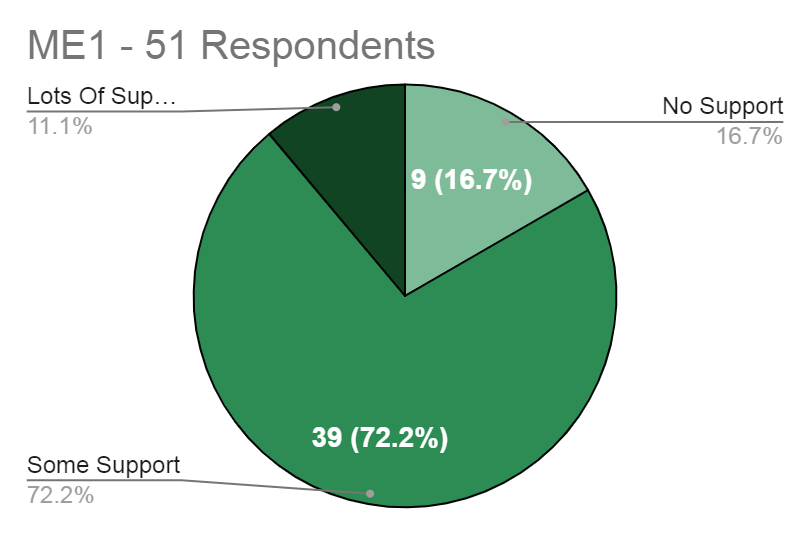 ME1 - 51 Respondents
Lots Of Sup…
11.1%
No Support
16.7%
9 (16.7%)
39 (72.2%)
Some Support
72.2%